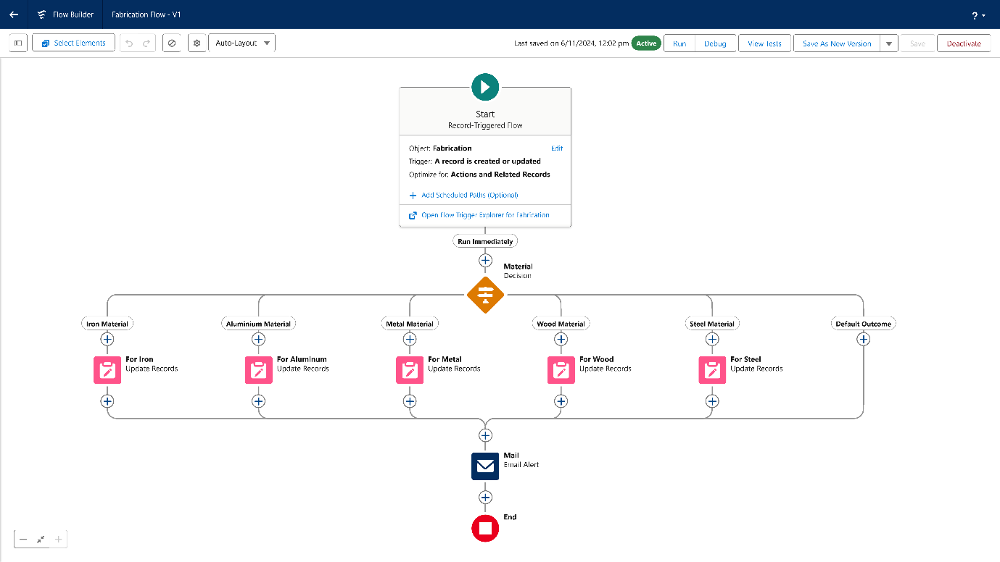 Flow Builder
Fabrication Flow - V1
?
Select Elements
Auto-Layout
Last saved on 6/11/2024, 12:02 pm
Active
Run
Debug
View Tests
Save As New Version
Save
Deactivate
Start
Record-Triggered Flow
Object: Fabrication
Edit
Trigger: A record is created or updated
Optimize for: Actions and Related Records
Add Scheduled Paths (Optional)
Open Flow Trigger Explorer for Fabrication
Run Immediately
Material
Decision
Iron Material
Aluminium Material
Metal Material
Wood Material
Steel Material
Default Outcome
For Iron
Update Records
For Aluminum
Update Records
For Metal
Update Records
For Wood
Update Records
For Steel
Update Records
Mail
Email Alert
End